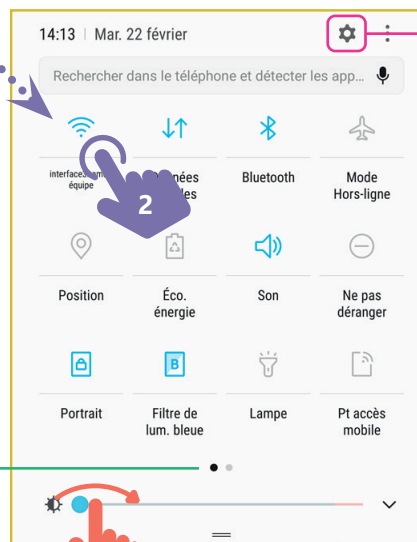 14:13 | Mar. 22 février
Rechercher dans le téléphone et détecter les app...
équipe
2
Bluetooth
Mode
Hors-ligne
Position
Éco.
énergie
Son
Ne pas
déranger
B
Portrait
Filtre de
lum. bleue
Lampe
Pt accès
mobile